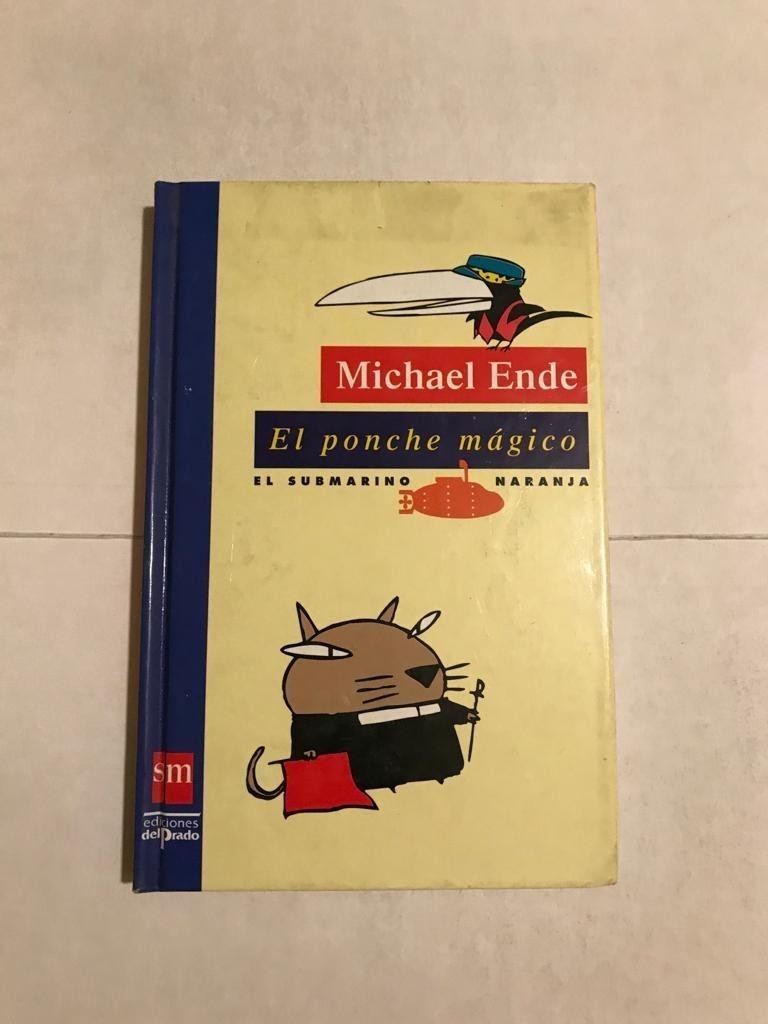 Michael Ende
El ponche mágico
EL SUBMARINO NARANJA
sm
ediciones
delPrado